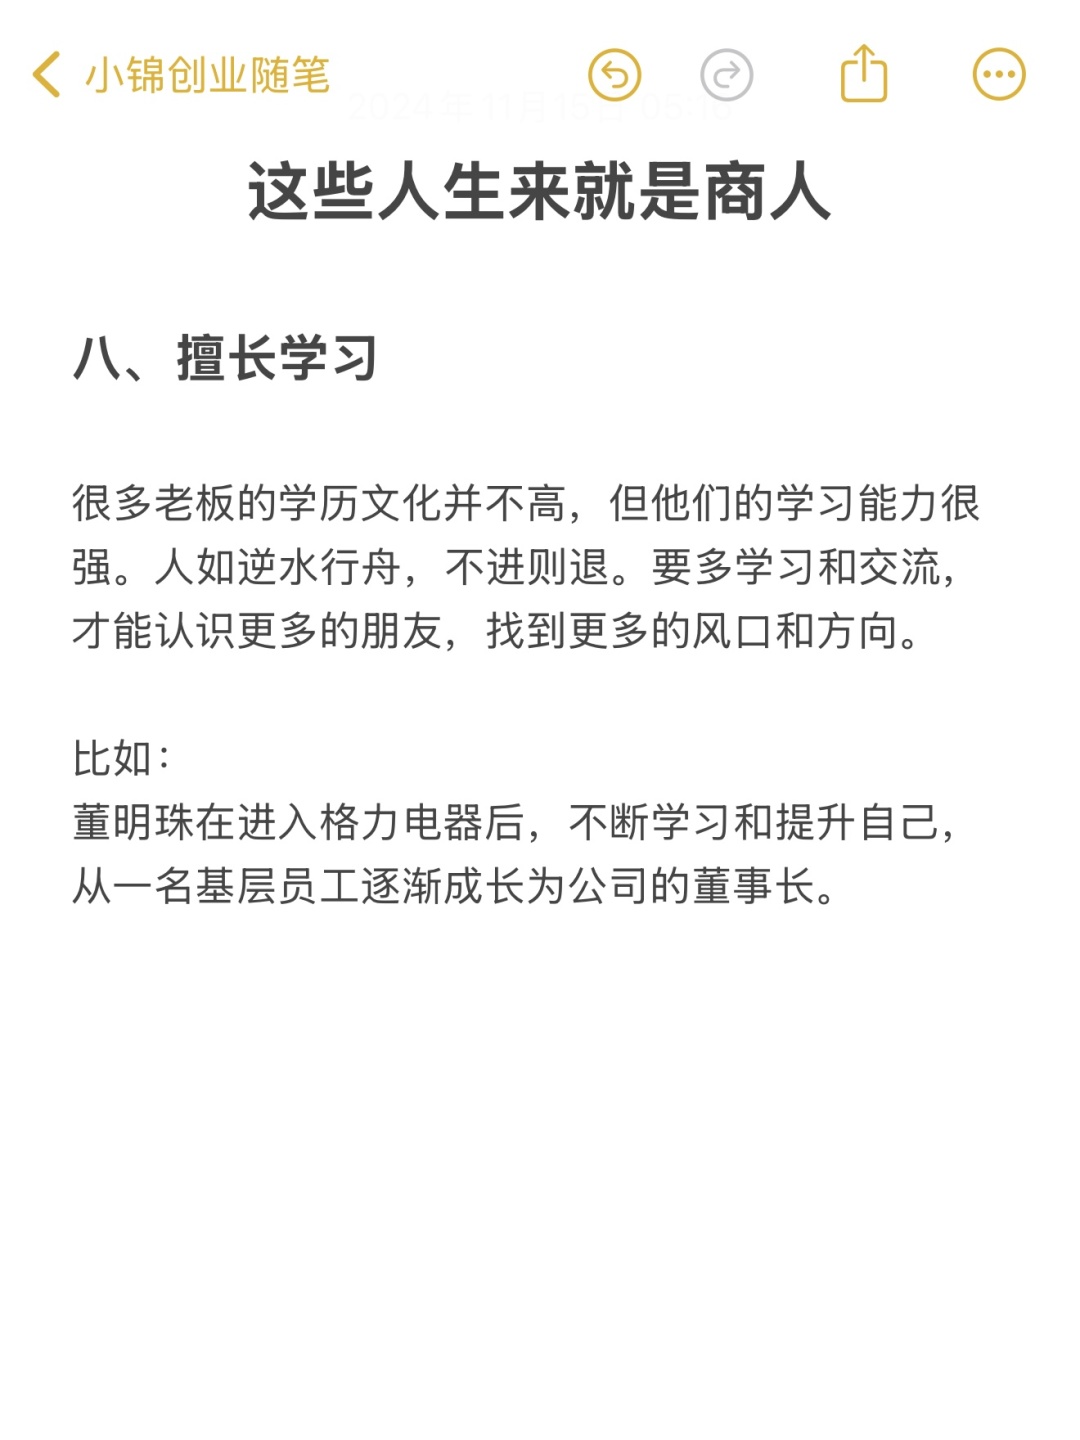 小锦创业随笔
2024年11月15日 05:16
这些人生来就是商人
八、擅长学习
很多老板的学历文化并不高，但他们的学习能力很
强。人如逆水行舟，不进则退。要多学习和交流，
才能认识更多的朋友，找到更多的风口和方向。
比如：
董明珠在进入格力电器后，不断学习和提升自己，
从一名基层员工逐渐成长为公司的董事长。